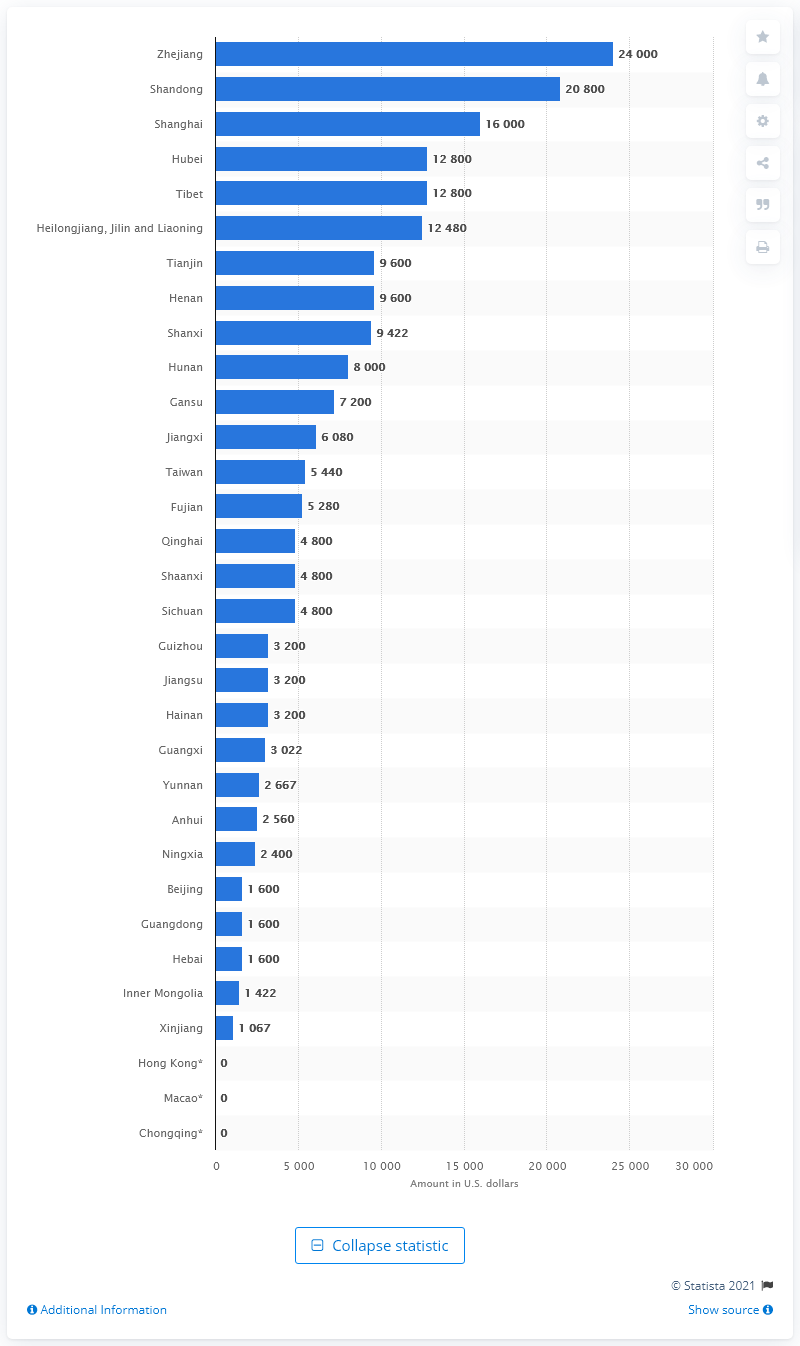 Zhejiang 24 000
Shandong 20 800
Shanghai 16 000
Hubei 12 800
Tibet 12 800
Heilongjiang, Jilin and Liaoning 12 480
Tianjin 9 600
Henan 9 600
Shanxi 9 422
Hunan 8 000
Gansu 7 200
Jiangxi 6 080
Taiwan 5 440
Fujian 5 280
Qinghai 4 800
Shaanxi 4 800
Sichuan 4 800
Guizhou 3 200
Jiangsu 3 200
Hainan 3 200
Guangxi 3 022
Yunnan 2 667
Anhui 2 560
Ningxia 2 400
Beijing 1 600
Guangdong 1 600
Hebai 1 600
Inner Mongolia 1 422
Xinjiang 1 067
Hong Kong* 0
Macao* 0
Chongqing* 0
0 5 000 10 000 15 000 20 000 25 000 30 000
Amount in U.S. dollars
Collapse statistic
© Statista 2021
Additional Information Show source